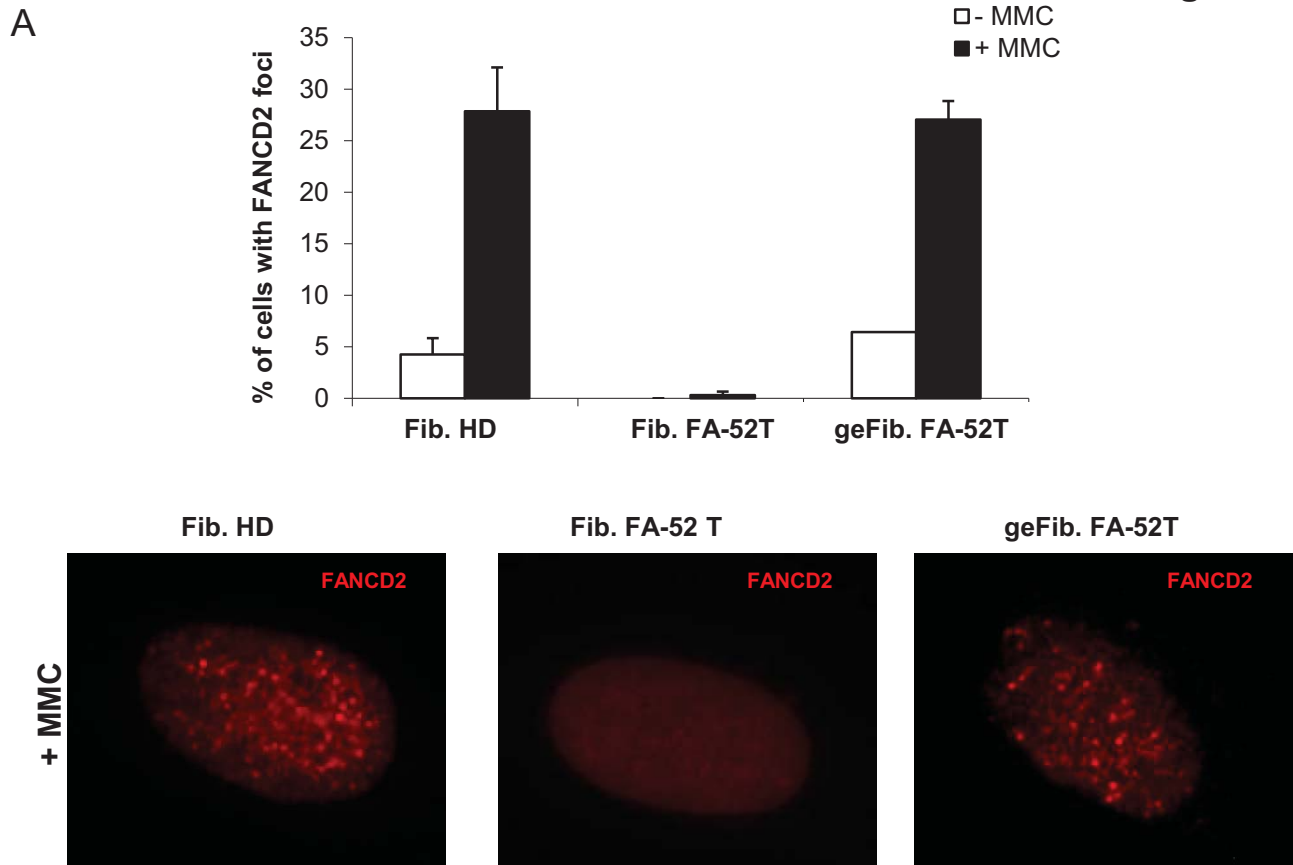 A
- MMC
+ MMC
% of cells with FANCD2 foci
35
30
25
20
15
10
5
0
Fib. HD Fib. FA-52T geFib. FA-52T
Fib. HD Fib. FA-52 T geFib. FA-52T
+ MMC
FANCD2 FANCD2 FANCD2